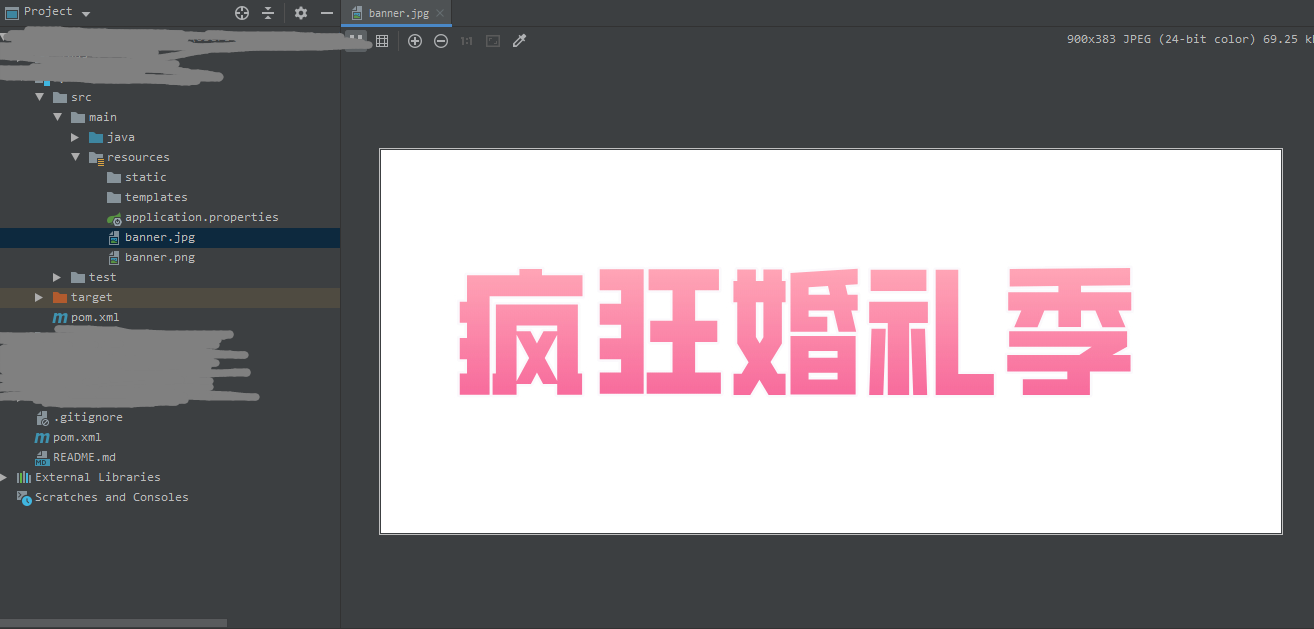 Project
banner.jpg
1:1
900x383 JPEG (24-bit color) 69.25
src
main
java
resources
static
templates
application.properties
banner.jpg
banner.png
test
target
pom.xml
.gitignore
pom.xml
README.md
External Libraries
Scratches and Consoles
疯狂婚礼季